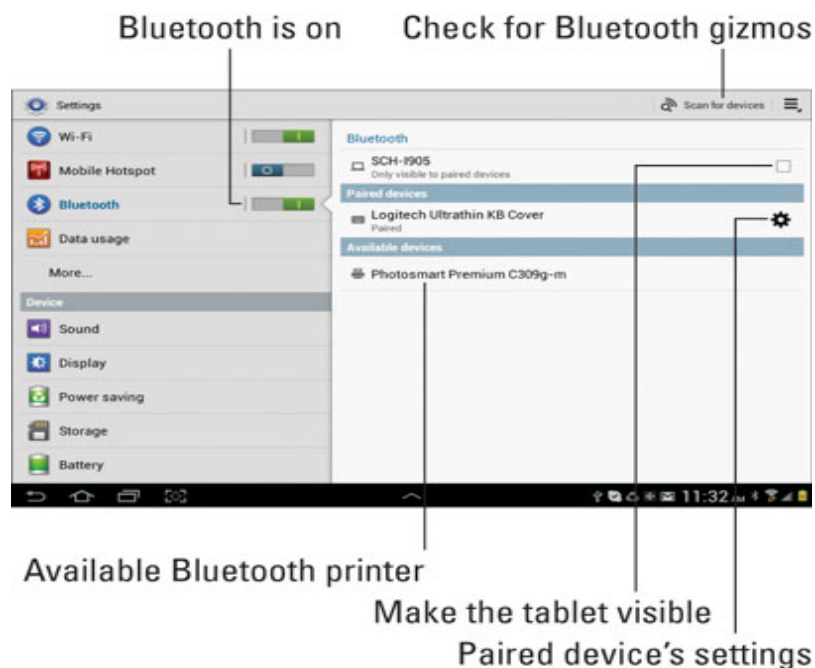 Bluetooth is on
Check for Bluetooth gizmos
Settings
Scan for devices
Wi-Fi
Mobile Hotspot
Bluetooth
Data usage
More...
Device
Sound
Display
Power saving
Storage
Battery
Bluetooth
SCH-I905
Only visible to paired devices
Paired devices
Logitech Ultrathin KB Cover
Paired
Available devices
Photosmart Premium C309g-m
11:32 AM
Available Bluetooth printer
Make the tablet visible
Paired device's settings